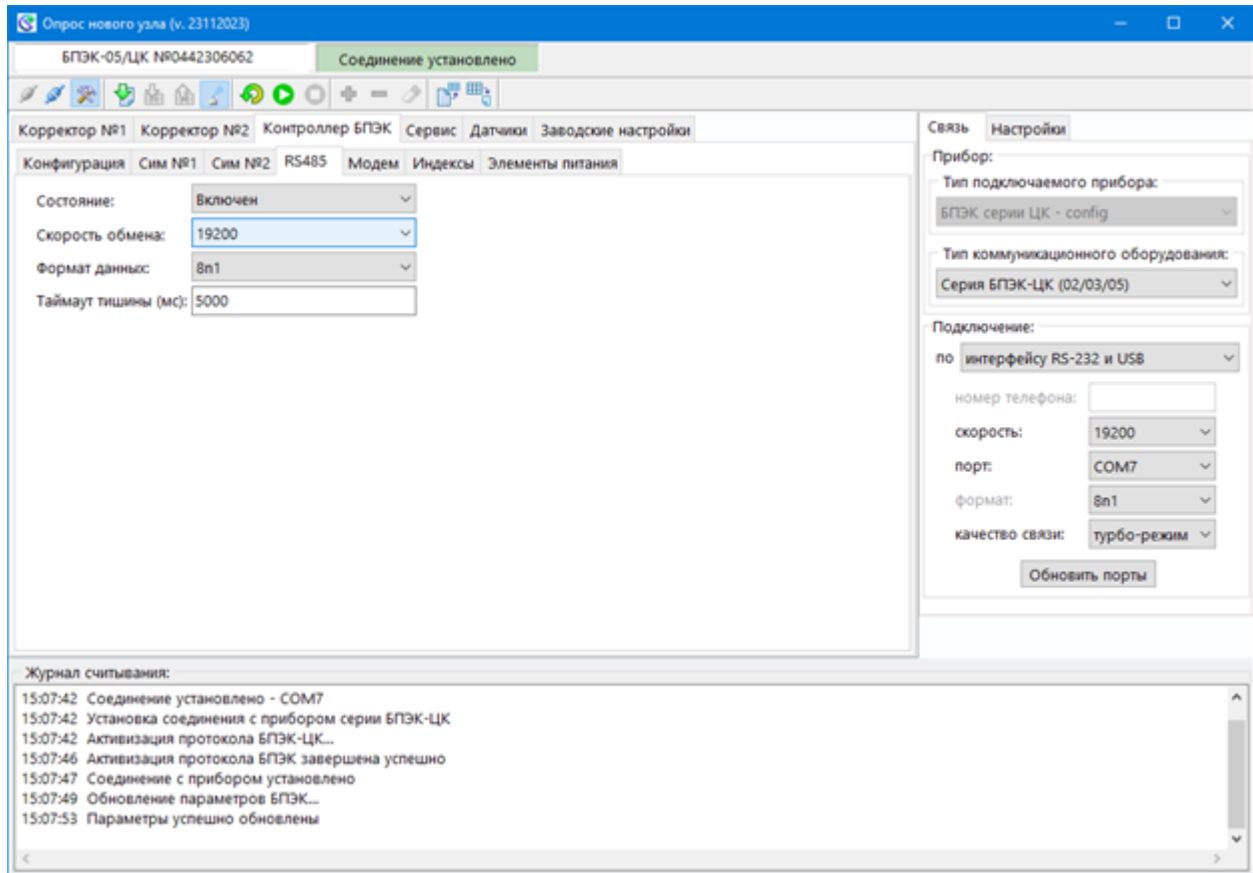 Опрос нового узла (v. 23112023)
БПЭК-05/ЦК №0442306062
Соединение установлено
Корректор №1 Корректор №2 Контроллер БПЭК Сервис Датчики Заводские настройки
Конфигурация Сим №1 Сим №2 RS485 Модем Индексы Элементы питания
Состояние: Включен
Скорость обмена: 19200
Формат данных: 8n1
Таймаут тишины (мс): 5000
Связь Настройки
Прибор:
Тип подключаемого прибора:
БПЭК серии ЦК - config
Тип коммуникационного оборудования:
Серия БПЭК-ЦК (02/03/05)
Подключение:
по интерфейсу RS-232 и USB
номер телефона:
скорость: 19200
порт: COM7
формат: 8n1
качество связи: турбо-режим
Обновить порты
Журнал считывания:
15:07:42 Соединение установлено - COM7
15:07:42 Установка соединения с прибором серии БПЭК-ЦК
15:07:42 Активизация протокола БПЭК-ЦК...
15:07:46 Активизация протокола БПЭК завершена успешно
15:07:47 Соединение с прибором установлено
15:07:49 Обновление параметров БПЭК...
15:07:53 Параметры успешно обновлены